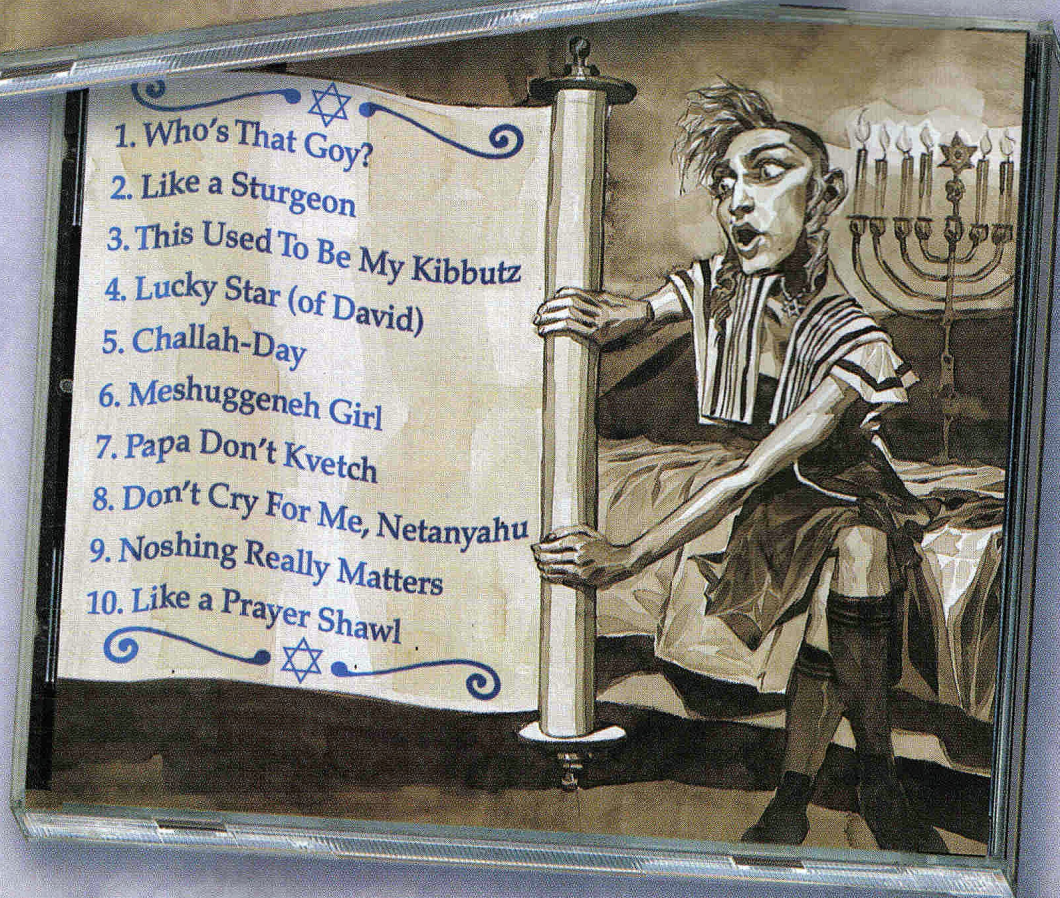 1. Who's That Goy?
2. Like a Sturgeon
3. This Used To Be My Kibbutz
4. Lucky Star (of David)
5. Challah-Day
6. Meshuggeneh Girl
7. Papa Don't Kvetch
8. Don't Cry For Me, Netanyahu
9. Noshing Really Matters
10. Like a Prayer Shawl